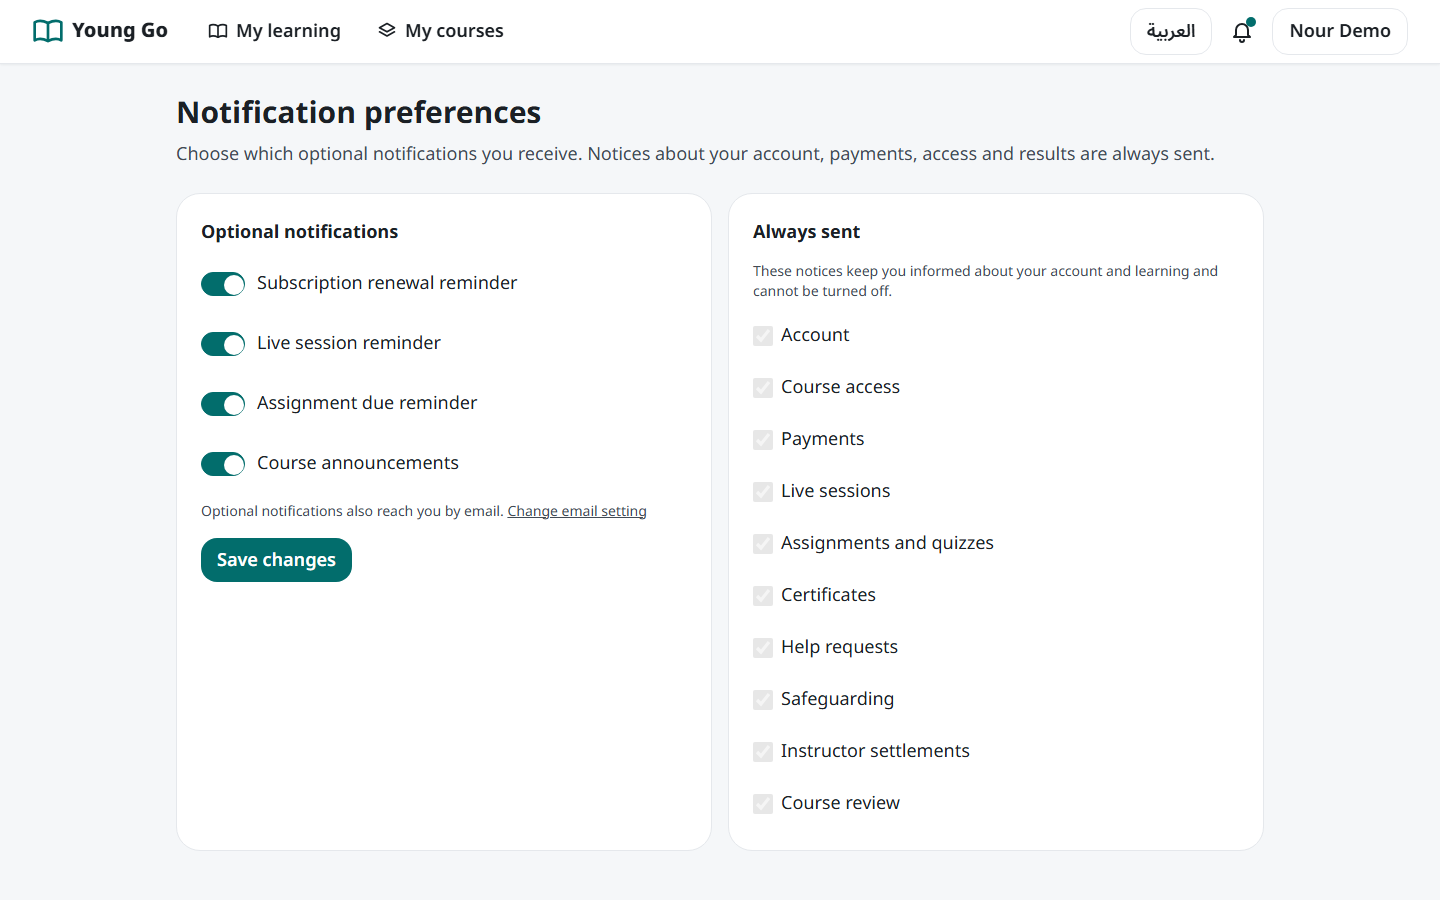 Young Go
My learning
My courses
العربية
Nour Demo
Notification preferences
Choose which optional notifications you receive. Notices about your account, payments, access and results are always sent.
Optional notifications
Subscription renewal reminder
Live session reminder
Assignment due reminder
Course announcements
Optional notifications also reach you by email. Change email setting
Save changes
Always sent
These notices keep you informed about your account and learning and
cannot be turned off.
Account
Course access
Payments
Live sessions
Assignments and quizzes
Certificates
Help requests
Safeguarding
Instructor settlements
Course review